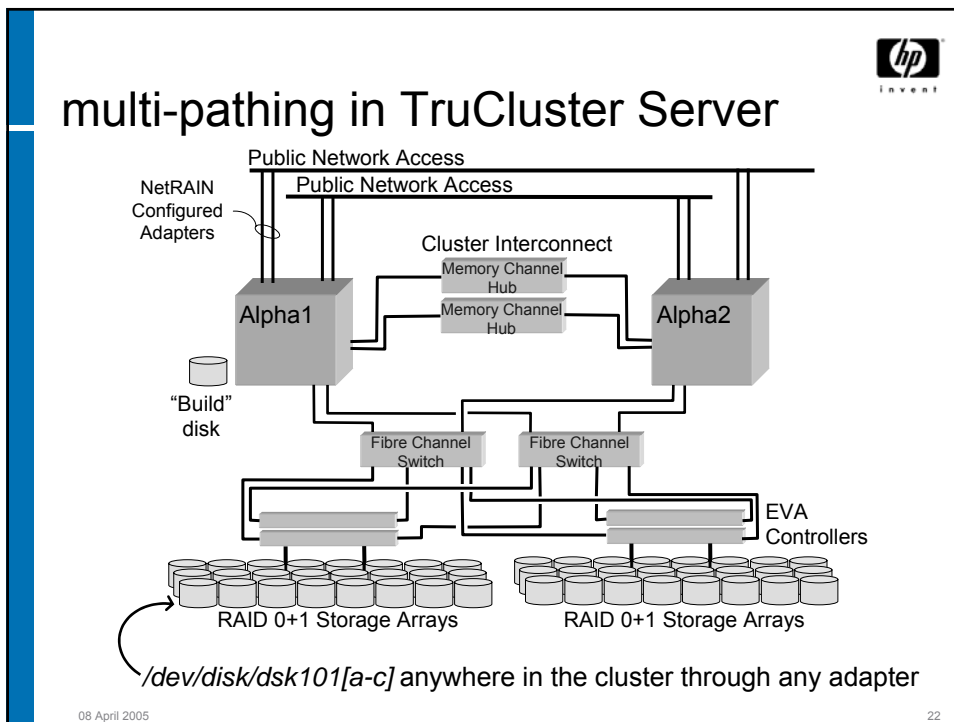 hp
invent
multi-pathing in TruCluster Server
Public Network Access
Public Network Access
NetRAIN
Configured
Adapters
Cluster Interconnect
Memory Channel
Hub
Memory Channel
Hub
Alpha1
Alpha2
“Build”
disk
Fibre Channel
Switch
Fibre Channel
Switch
EVA
Controllers
RAID 0+1 Storage Arrays
RAID 0+1 Storage Arrays
/dev/disk/dsk101[a-c] anywhere in the cluster through any adapter
08 April 2005
22